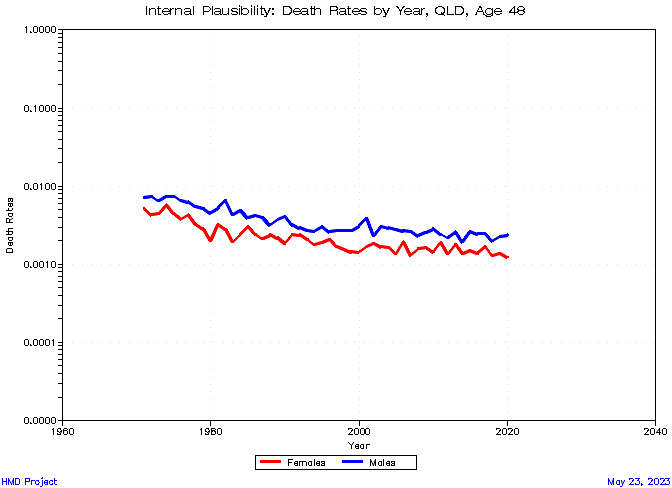 Internal Plausibility: Death Rates by Year, QLD, Age 48
1.0000
0.1000
0.0100
0.0010
0.0001
0.0000
Death Rates
1960 1980 2000 2020 2040
Year
Females Males
HMD Project May 23, 2023